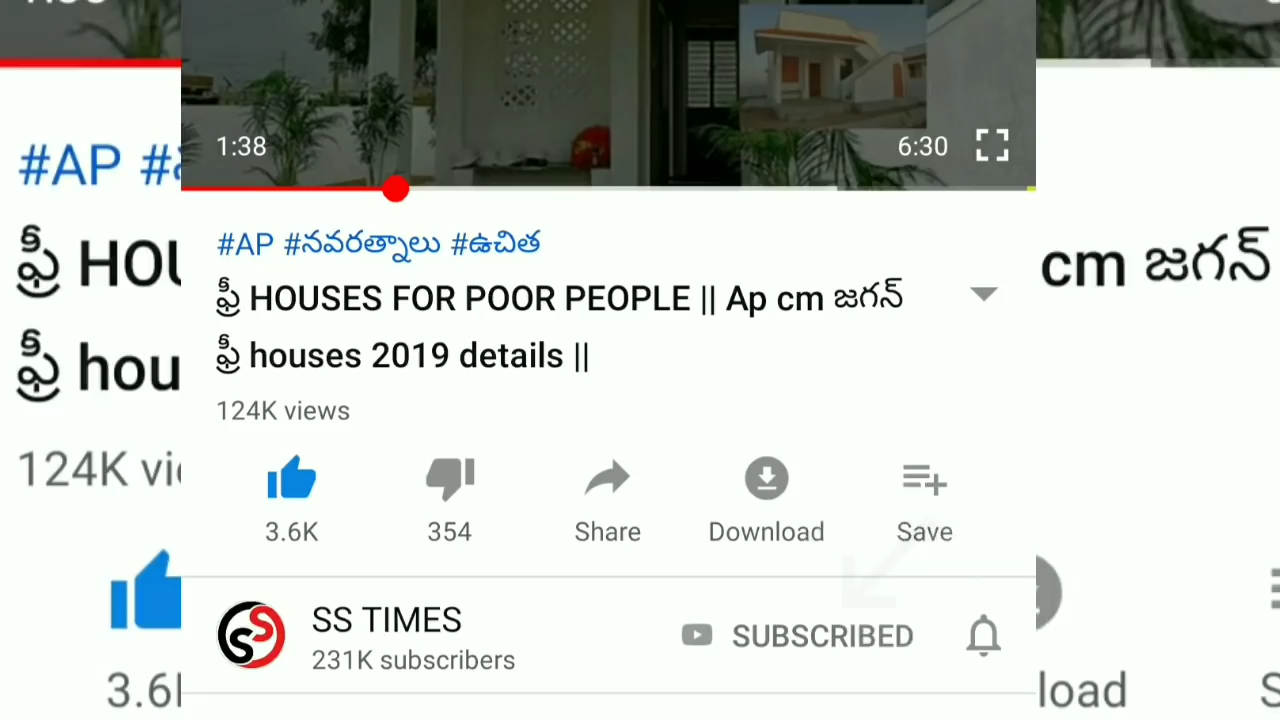 1:38
6:30
#AP #నవరత్నాలు #ఉచిత
ఫ్రీ HOUSES FOR POOR PEOPLE || Ap cm జగన్
ఫ్రీ houses 2019 details ||
124K views
3.6K
354
Share
Download
Save
SS TIMES
231K subscribers
SUBSCRIBED
#AP
ఫ్రీ HOU
cm జగన్
ఫ్రీ hou
124K vi
3.6
load
S